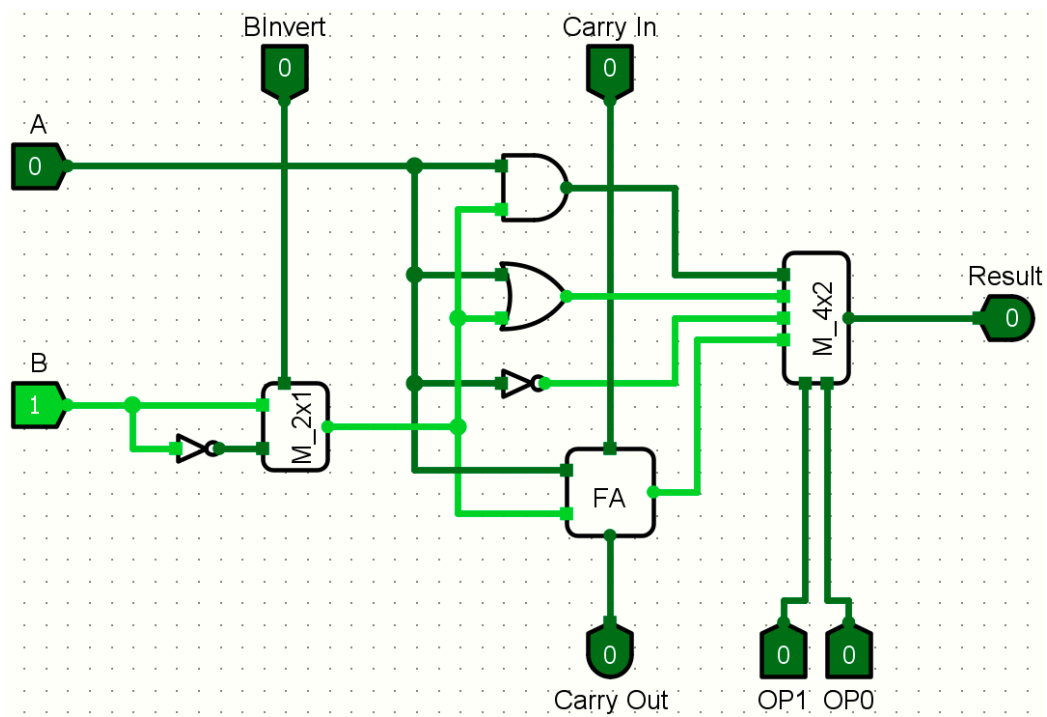 BInvert
Carry In
0
0
A
0
Result
M_4x2
0
B
1
M_2x1
FA
0
0
0
Carry Out
OP1
OP0